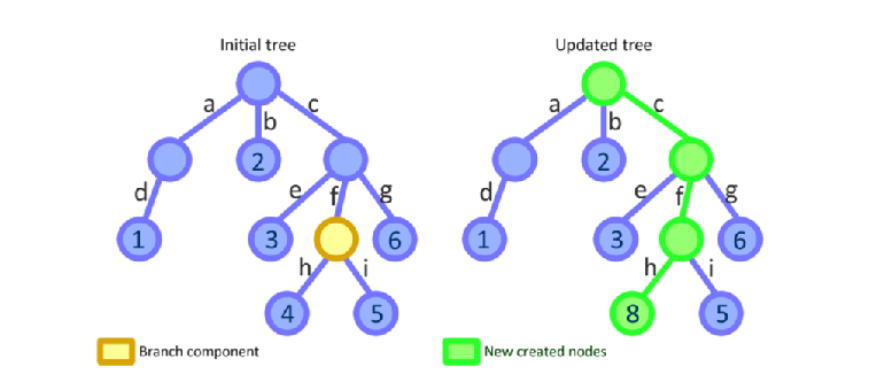 Initial tree
Updated tree
a
b
c
a
b
c
2
2
d
e
f
g
d
e
f
g
1
3
6
1
3
6
h
i
h
i
4
5
8
5
Branch component
New created nodes